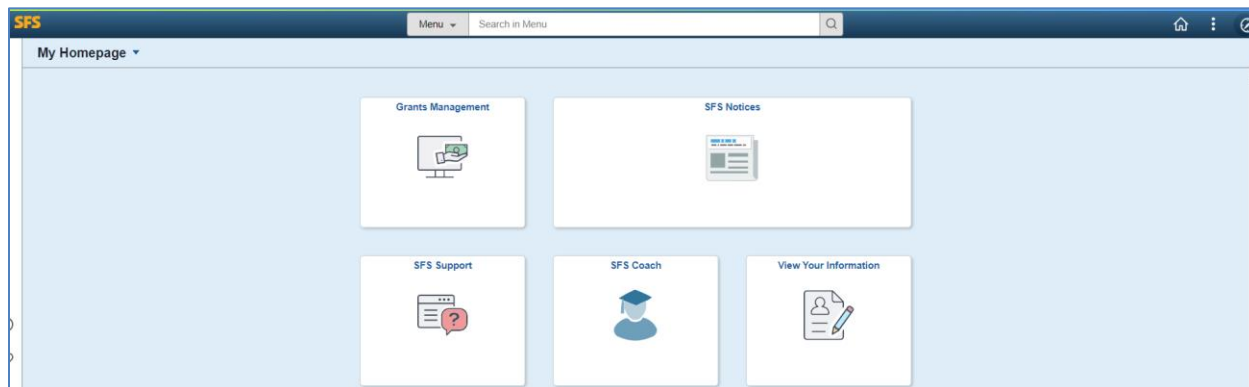 SFS
Menu
Search in Menu
My Homepage
Grants Management
SFS Notices
SFS Support
SFS Coach
View Your Information